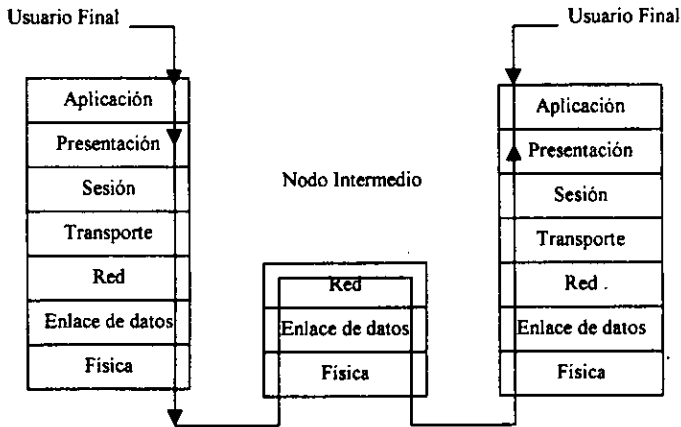 Usuario Final
Usuario Final
Aplicación
Presentación
Sesión
Transporte
Red
Enlace de datos
Física
Nodo Intermedio
Red
Enlace de datos
Física
Aplicación
Presentación
Sesión
Transporte
Red .
Enlace de datos
Física